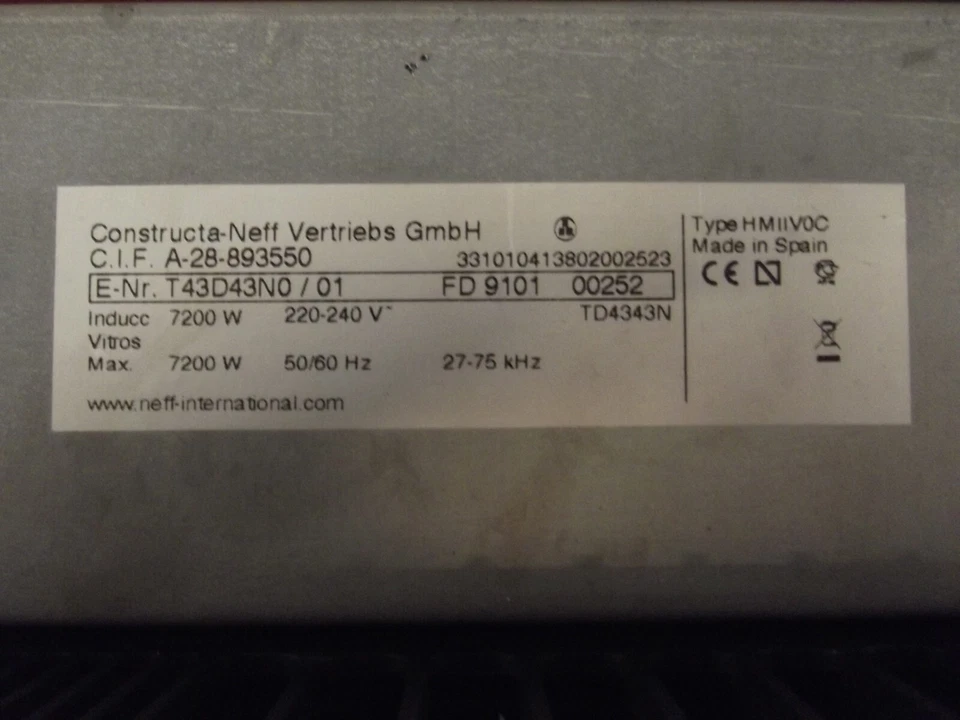 Constructa-Neff Vertriebs GmbH
C.I.F. A-28-893550 331010413802002523
E-Nr. T43D43N0 / 01 FD 9101 00252
Inducc 7200 W 220-240 V~ TD4343N
Vitros
Max. 7200 W 50/60 Hz 27-75 kHz
www.neff-international.com
Type HMIIV0C
Made in Spain
CE N